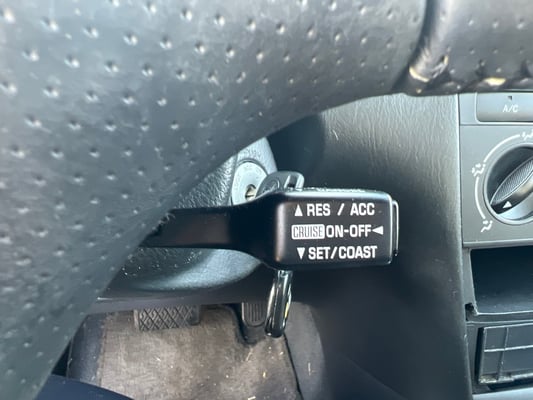 A/C
▲ RES / ACC
CRUISE ON-OFF ◀
▼ SET/COAST